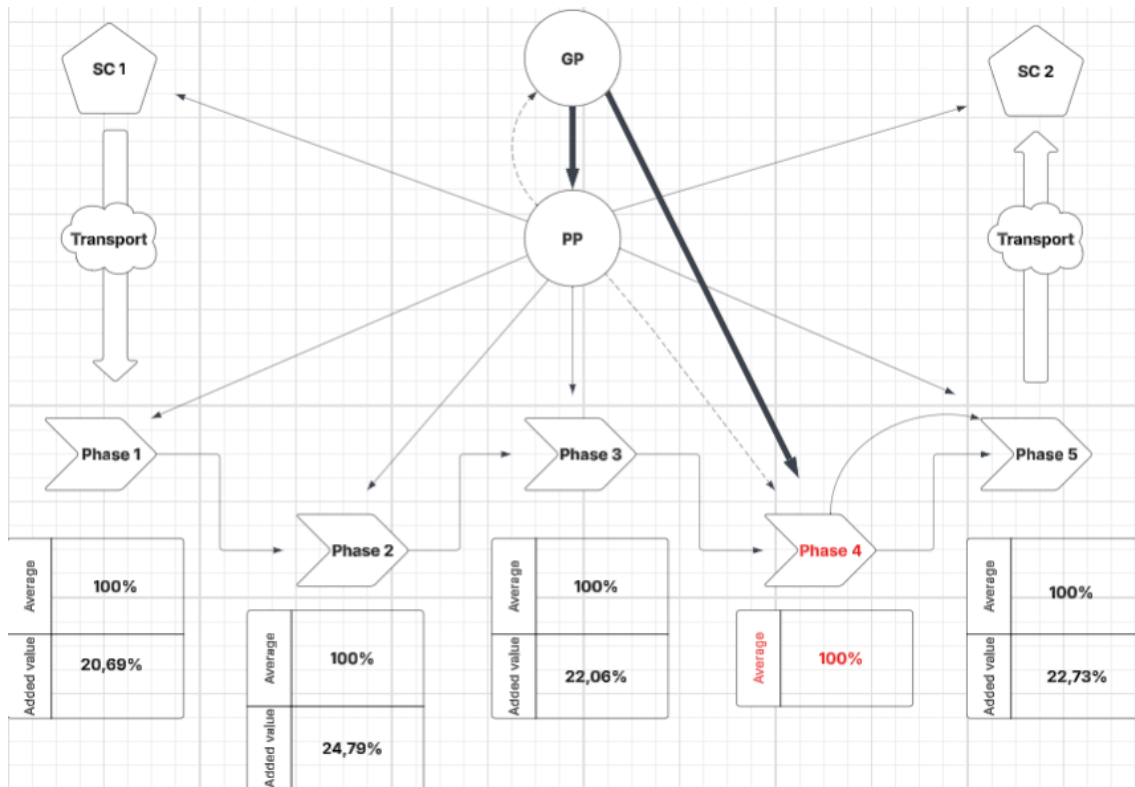 GP
SC 1
SC 2
Transport
PP
Transport
Phase 1
Phase 3
Phase 5
Phase 2
Phase 4
Average
100%
Added value
20,69%
Average
100%
Added value
24,79%
Average
100%
Added value
22,06%
Average
100%
Average
100%
Added value
22,73%